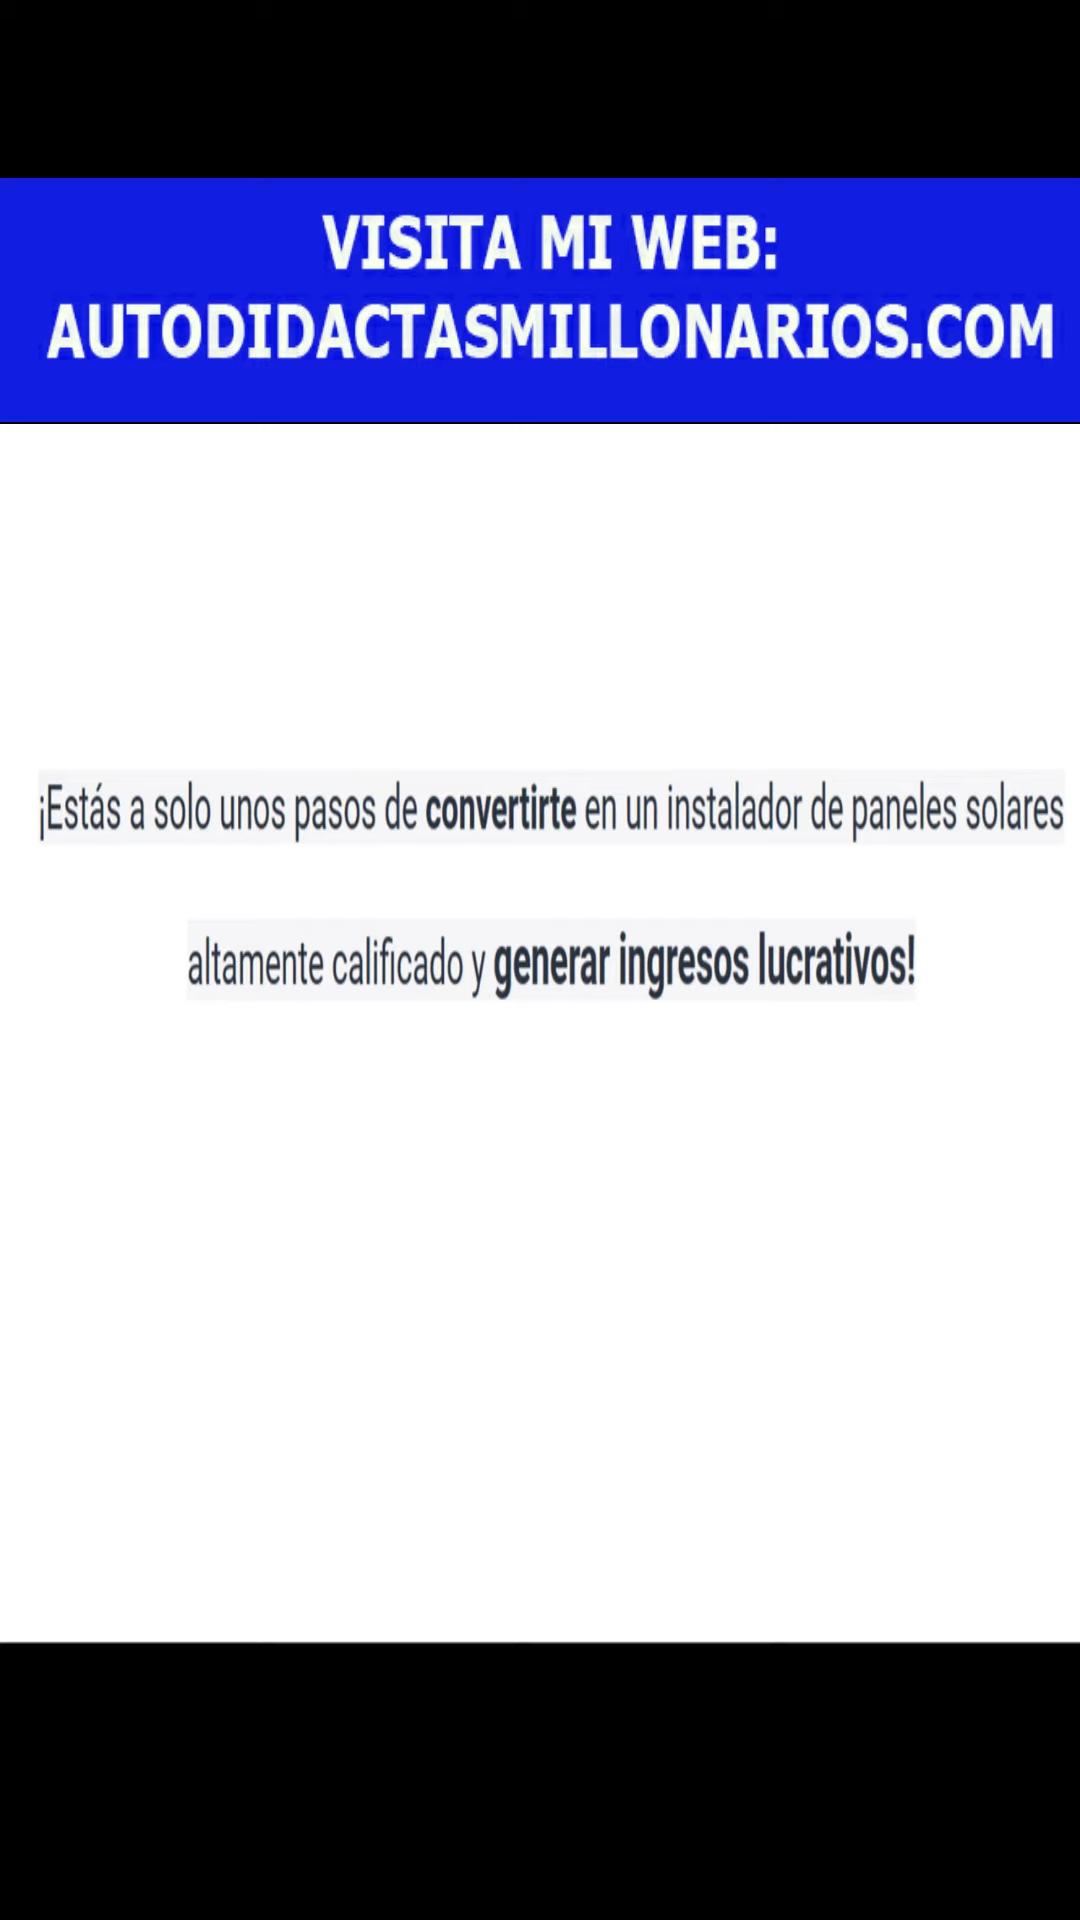 VISITA MI WEB:
AUTODIDACTASMILLONARIOS.COM
¡Estás a solo unos pasos de convertirte en un instalador de paneles solares
altamente calificado y generar ingresos lucrativos!